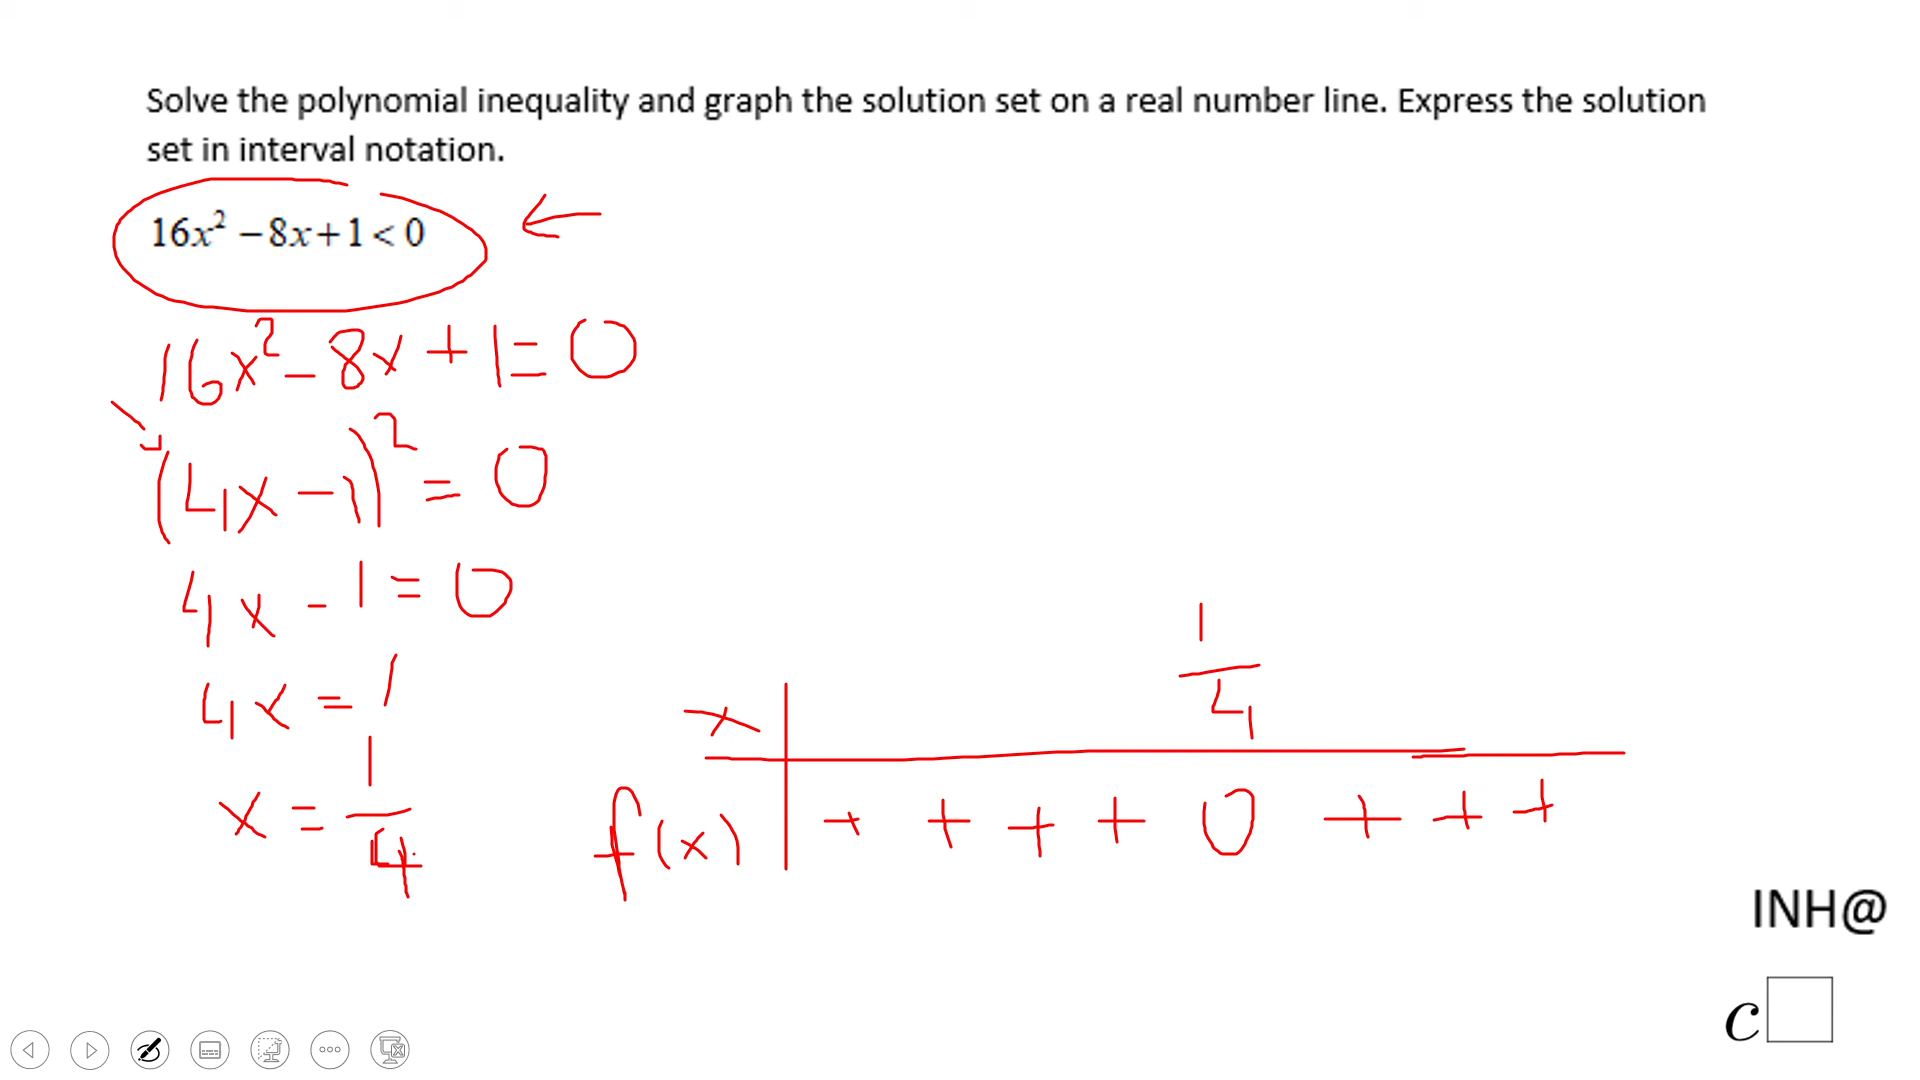 Solve the polynomial inequality and graph the solution set on a real number line. Express the solution
set in interval notation.
16x² − 8x + 1 < 0
16x² − 8x + 1 = 0
(4x − 1)² = 0
4x − 1 = 0
4x = 1
x = 1/4
x 1/4
f(x) + + + + 0 + + +
INH@
c